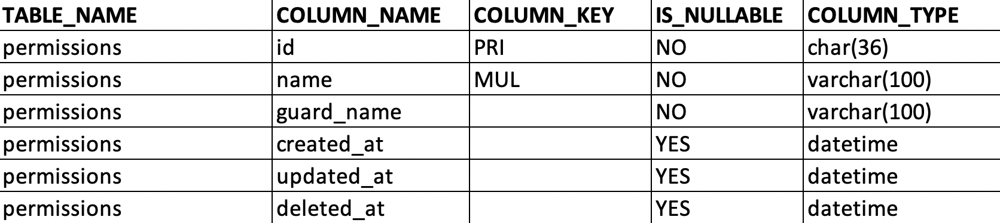 TABLE_NAME COLUMN_NAME COLUMN_KEY IS_NULLABLE COLUMN_TYPE
permissions id PRI NO char(36)
permissions name MUL NO varchar(100)
permissions guard_name NO varchar(100)
permissions created_at YES datetime
permissions updated_at YES datetime
permissions deleted_at YES datetime